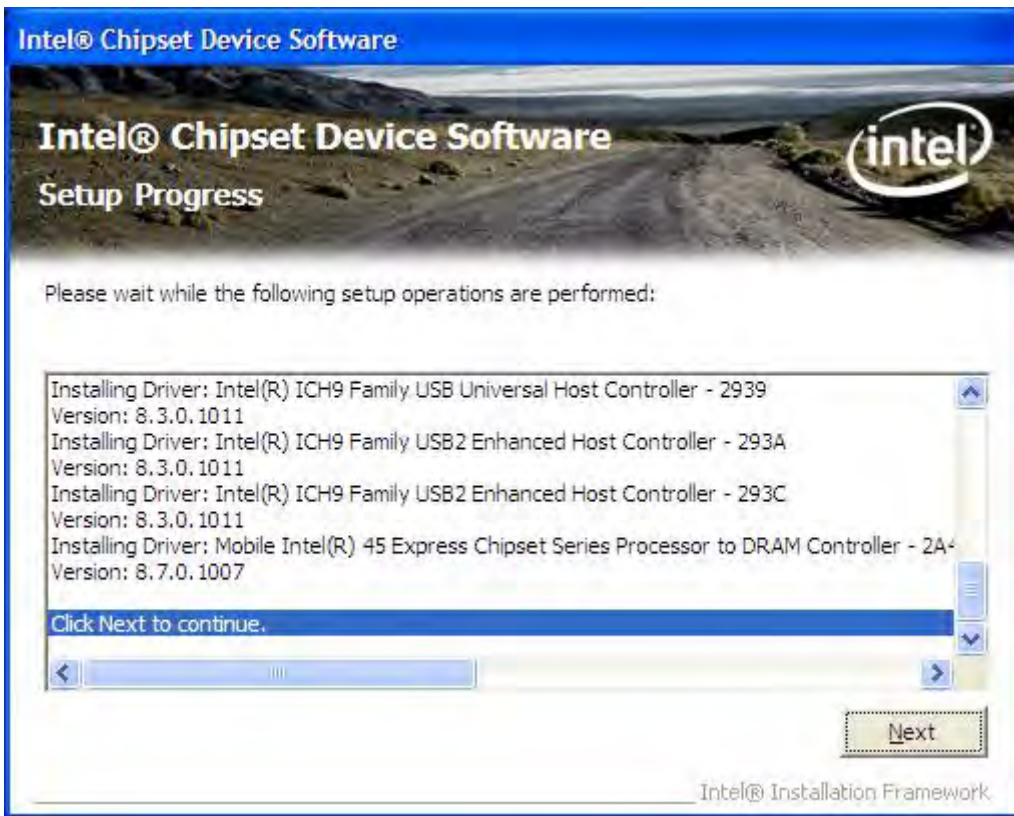 Intel® Chipset Device Software
Intel® Chipset Device Software
intel
Setup Progress
Please wait while the following setup operations are performed:
Installing Driver: Intel(R) ICH9 Family USB Universal Host Controller - 2939
Version: 8.3.0.1011
Installing Driver: Intel(R) ICH9 Family USB2 Enhanced Host Controller - 293A
Version: 8.3.0.1011
Installing Driver: Intel(R) ICH9 Family USB2 Enhanced Host Controller - 293C
Version: 8.3.0.1011
Installing Driver: Mobile Intel(R) 45 Express Chipset Series Processor to DRAM Controller -
Version: 8.7.0.1007
Click Next to continue.
Next
Intel® Installation Framework